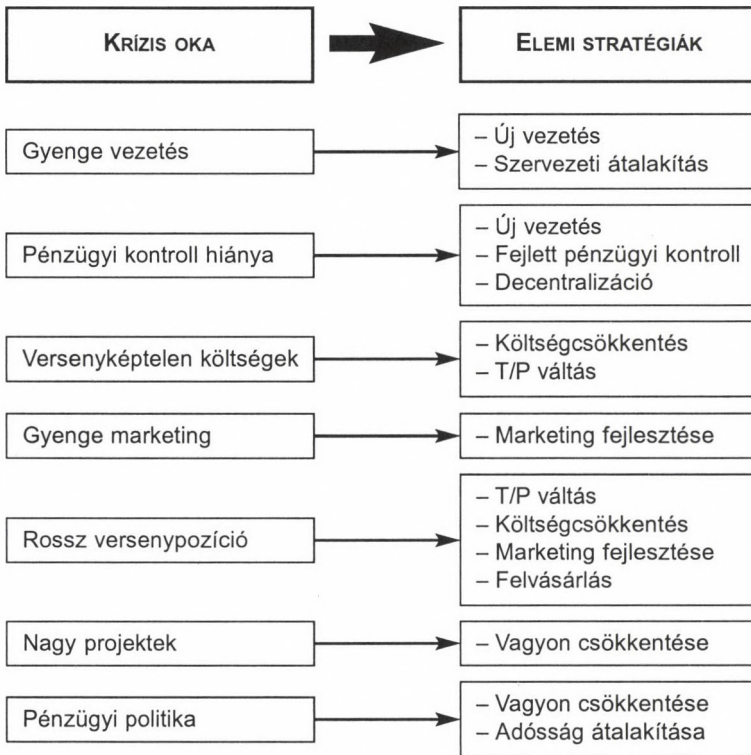 KRÍZIS OKA
ELEMI STRATÉGIÁK
Gyenge vezetés
– Új vezetés
– Szervezeti átalakítás
Pénzügyi kontroll hiánya
– Új vezetés
– Fejlett pénzügyi kontroll
– Decentralizáció
Versenyképtelen költségek
– Költségcsökkentés
– T/P váltás
Gyenge marketing
– Marketing fejlesztése
Rossz versenypozíció
– T/P váltás
– Költségcsökkentés
– Marketing fejlesztése
– Felvásárlás
Nagy projektek
– Vagyon csökkentése
Pénzügyi politika
– Vagyon csökkentése
– Adósság átalakítása